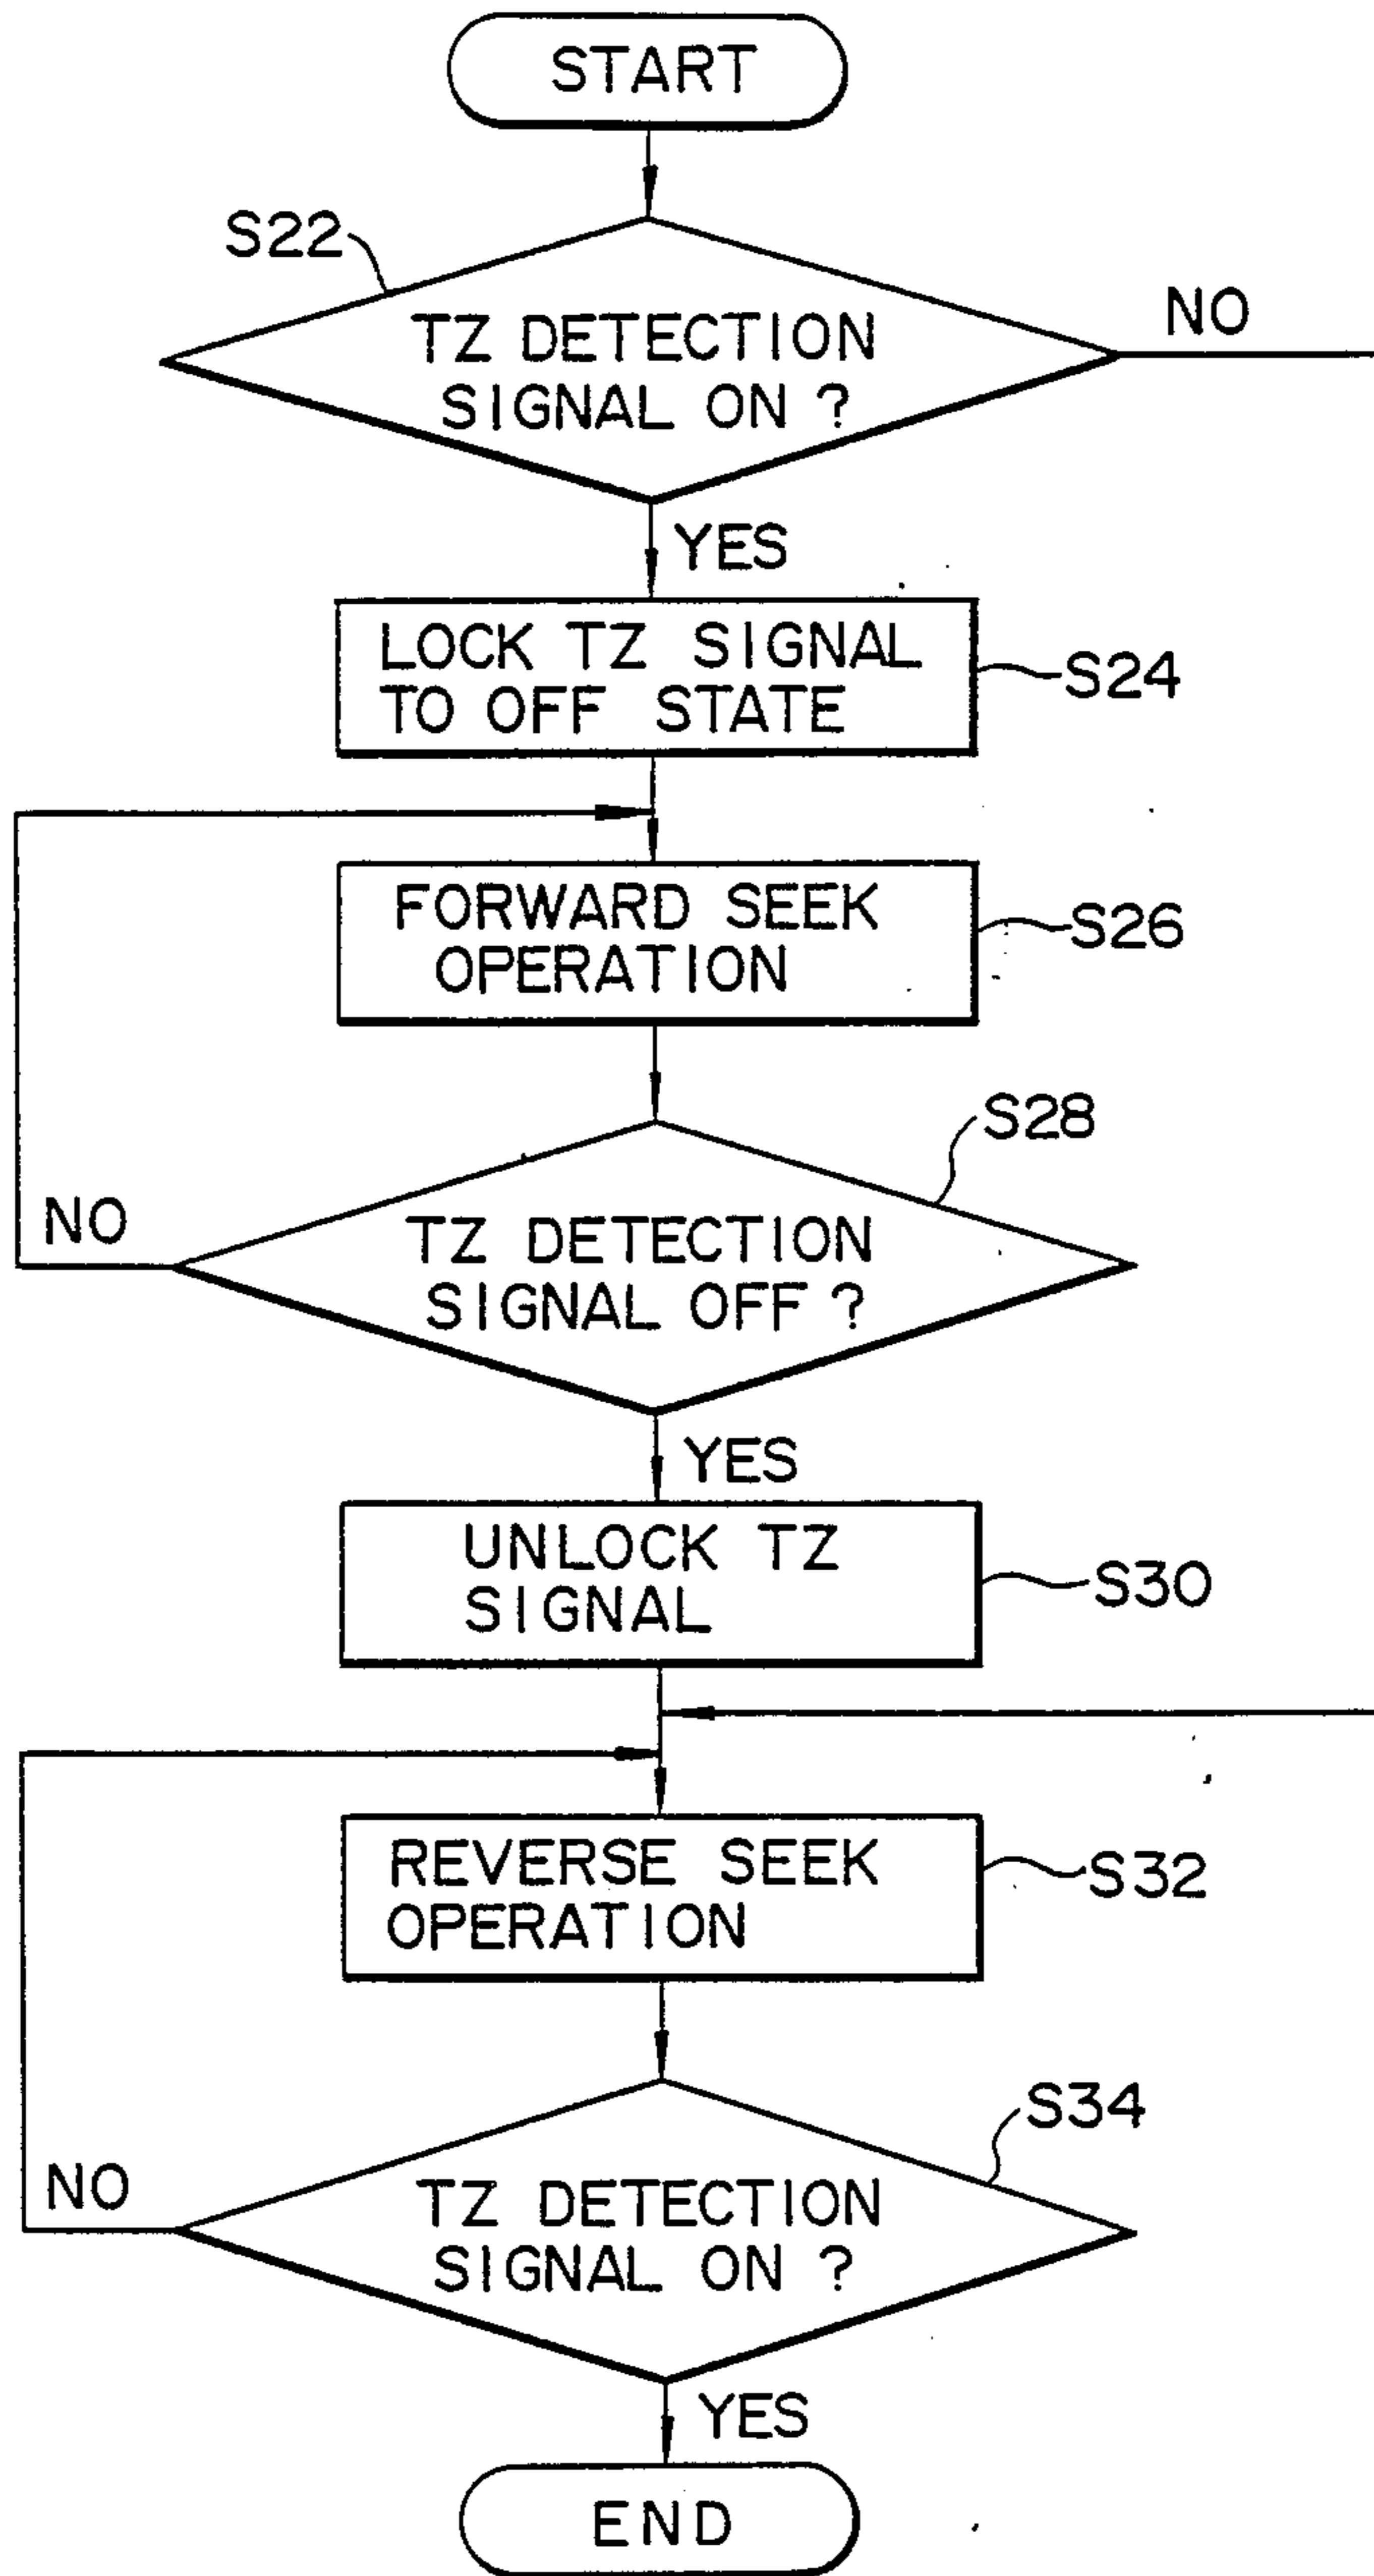 START
S22
NO
TZ DETECTION
SIGNAL ON ?
YES
LOCK TZ SIGNAL
TO OFF STATE
S24
FORWARD SEEK
OPERATION
S26
S28
NO
TZ DETECTION
SIGNAL OFF ?
YES
UNLOCK TZ
SIGNAL
S30
REVERSE SEEK
OPERATION
S32
S34
NO
TZ DETECTION
SIGNAL ON ?
YES
END